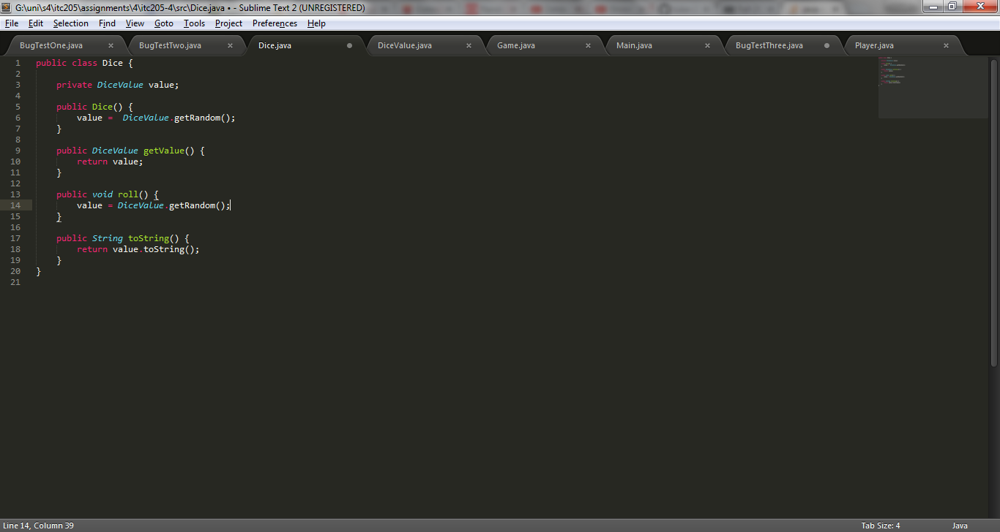 G:\uni\s4\itc205\assignments\4\itc205-4\src\Dice.java • - Sublime Text 2 (UNREGISTERED)
File Edit Selection Find View Goto Tools Project Preferences Help
BugTestOne.java × BugTestTwo.java × Dice.java DiceValue.java × Game.java × Main.java × BugTestThree.java Player.java ×
1 public class Dice {
2
3     private DiceValue value;
4
5     public Dice() {
6         value =  DiceValue.getRandom();
7     }
8
9     public DiceValue getValue() {
10         return value;
11     }
12
13     public void roll() {
14         value = DiceValue.getRandom();
15     }
16
17     public String toString() {
18         return value.toString();
19     }
20 }
21
Line 14, Column 39 Tab Size: 4 Java